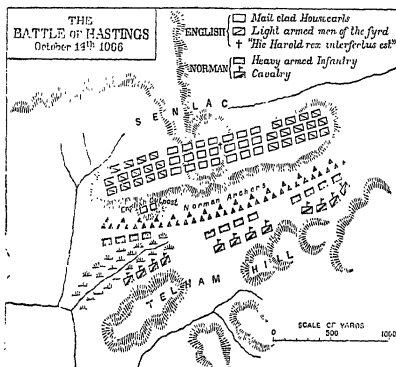 THE
BATTLE OF HASTINGS
October 14th 1066
ENGLISH
Mail clad Housecarls
Light armed men of the fyrd
"Hic Harold rex interfectus est"
NORMAN
Heavy armed Infantry
Cavalry
SENLAC
English Outpost
Norman Archers
TELHAM HILL
SCALE OF YARDS
0 500 1000